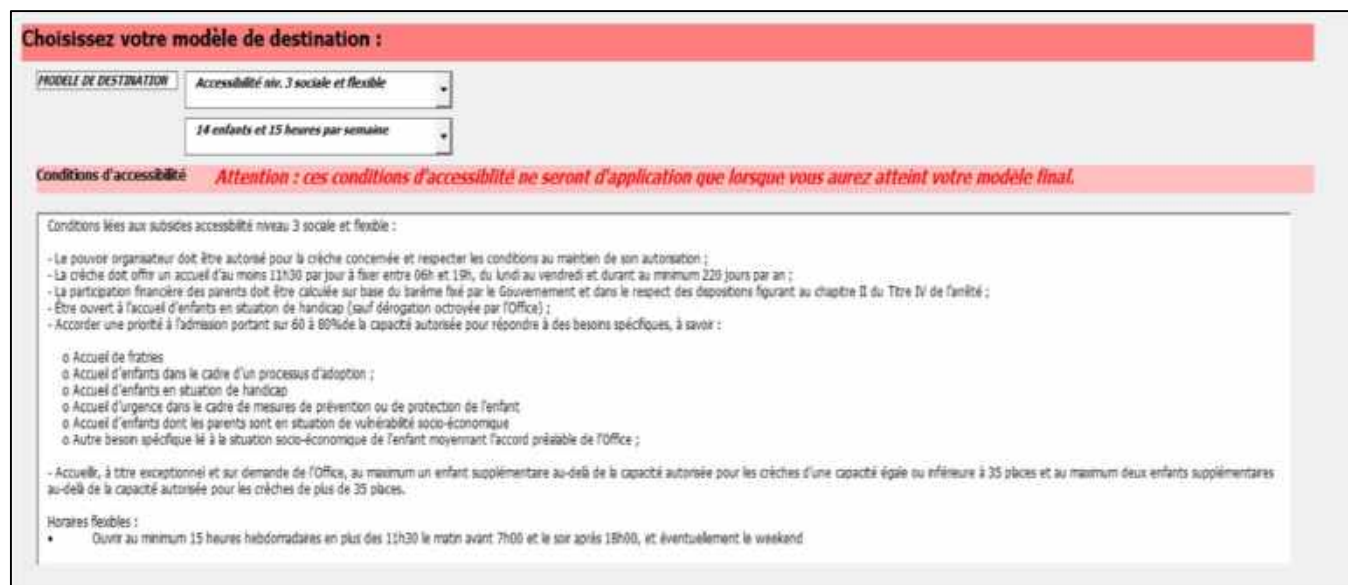 Choisissez votre modèle de destination :
MODELE DE DESTINATION
Accessibilité niv. 3 sociale et flexible
14 enfants et 15 heures par semaine
Conditions d'accessibilité
Attention : ces conditions d'accessiblité ne seront d'application que lorsque vous aurez atteint votre modèle final.
Conditions liées aux subsides accessibilité niveau 3 sociale et flexible :
- Le pouvoir organisateur doit être autorisé pour la crèche concernée et respecter les conditions au maintien de son autorisation ;
- La crèche doit offrir un accueil d'au moins 11h30 par jour à fixer entre 06h et 19h, du lundi au vendredi et durant au minimum 220 jours par an ;
- La participation financière des parents doit être calculée sur base du barème fixé par le Gouvernement et dans le respect des dispositions figurant au chapitre II du Titre IV de l'arrêté ;
- Être ouvert à l'accueil d'enfants en situation de handicap (sauf dérogation octroyée par l'Office) ;
- Accorder une priorité à l'admission portant sur 60 à 80%de la capacité autorisée pour répondre à des besoins spécifiques, à savoir :
o Accueil de fratries
o Accueil d'enfants dans le cadre d'un processus d'adoption ;
o Accueil d'enfants en situation de handicap
o Accueil d'urgence dans le cadre de mesures de prévention ou de protection de l'enfant
o Accueil d'enfants dont les parents sont en situation de vulnérabilité socio-économique
o Autre besoin spécifique lié à la situation socio-économique de l'enfant moyennant l'accord préalable de l'Office ;
- Accueillir, à titre exceptionnel et sur demande de l'Office, au maximum un enfant supplémentaire au-delà de la capacité autorisée pour les crèches d'une capacité égale ou inférieure à 35 places et au maximum deux enfants supplémentaires
au-delà de la capacité autorisée pour les crèches de plus de 35 places.
Horaires flexibles :
• Ouvrir au minimum 15 heures hebdomadaires en plus des 11h30 le matin avant 7h00 et le soir après 18h00, et éventuellement le weekend